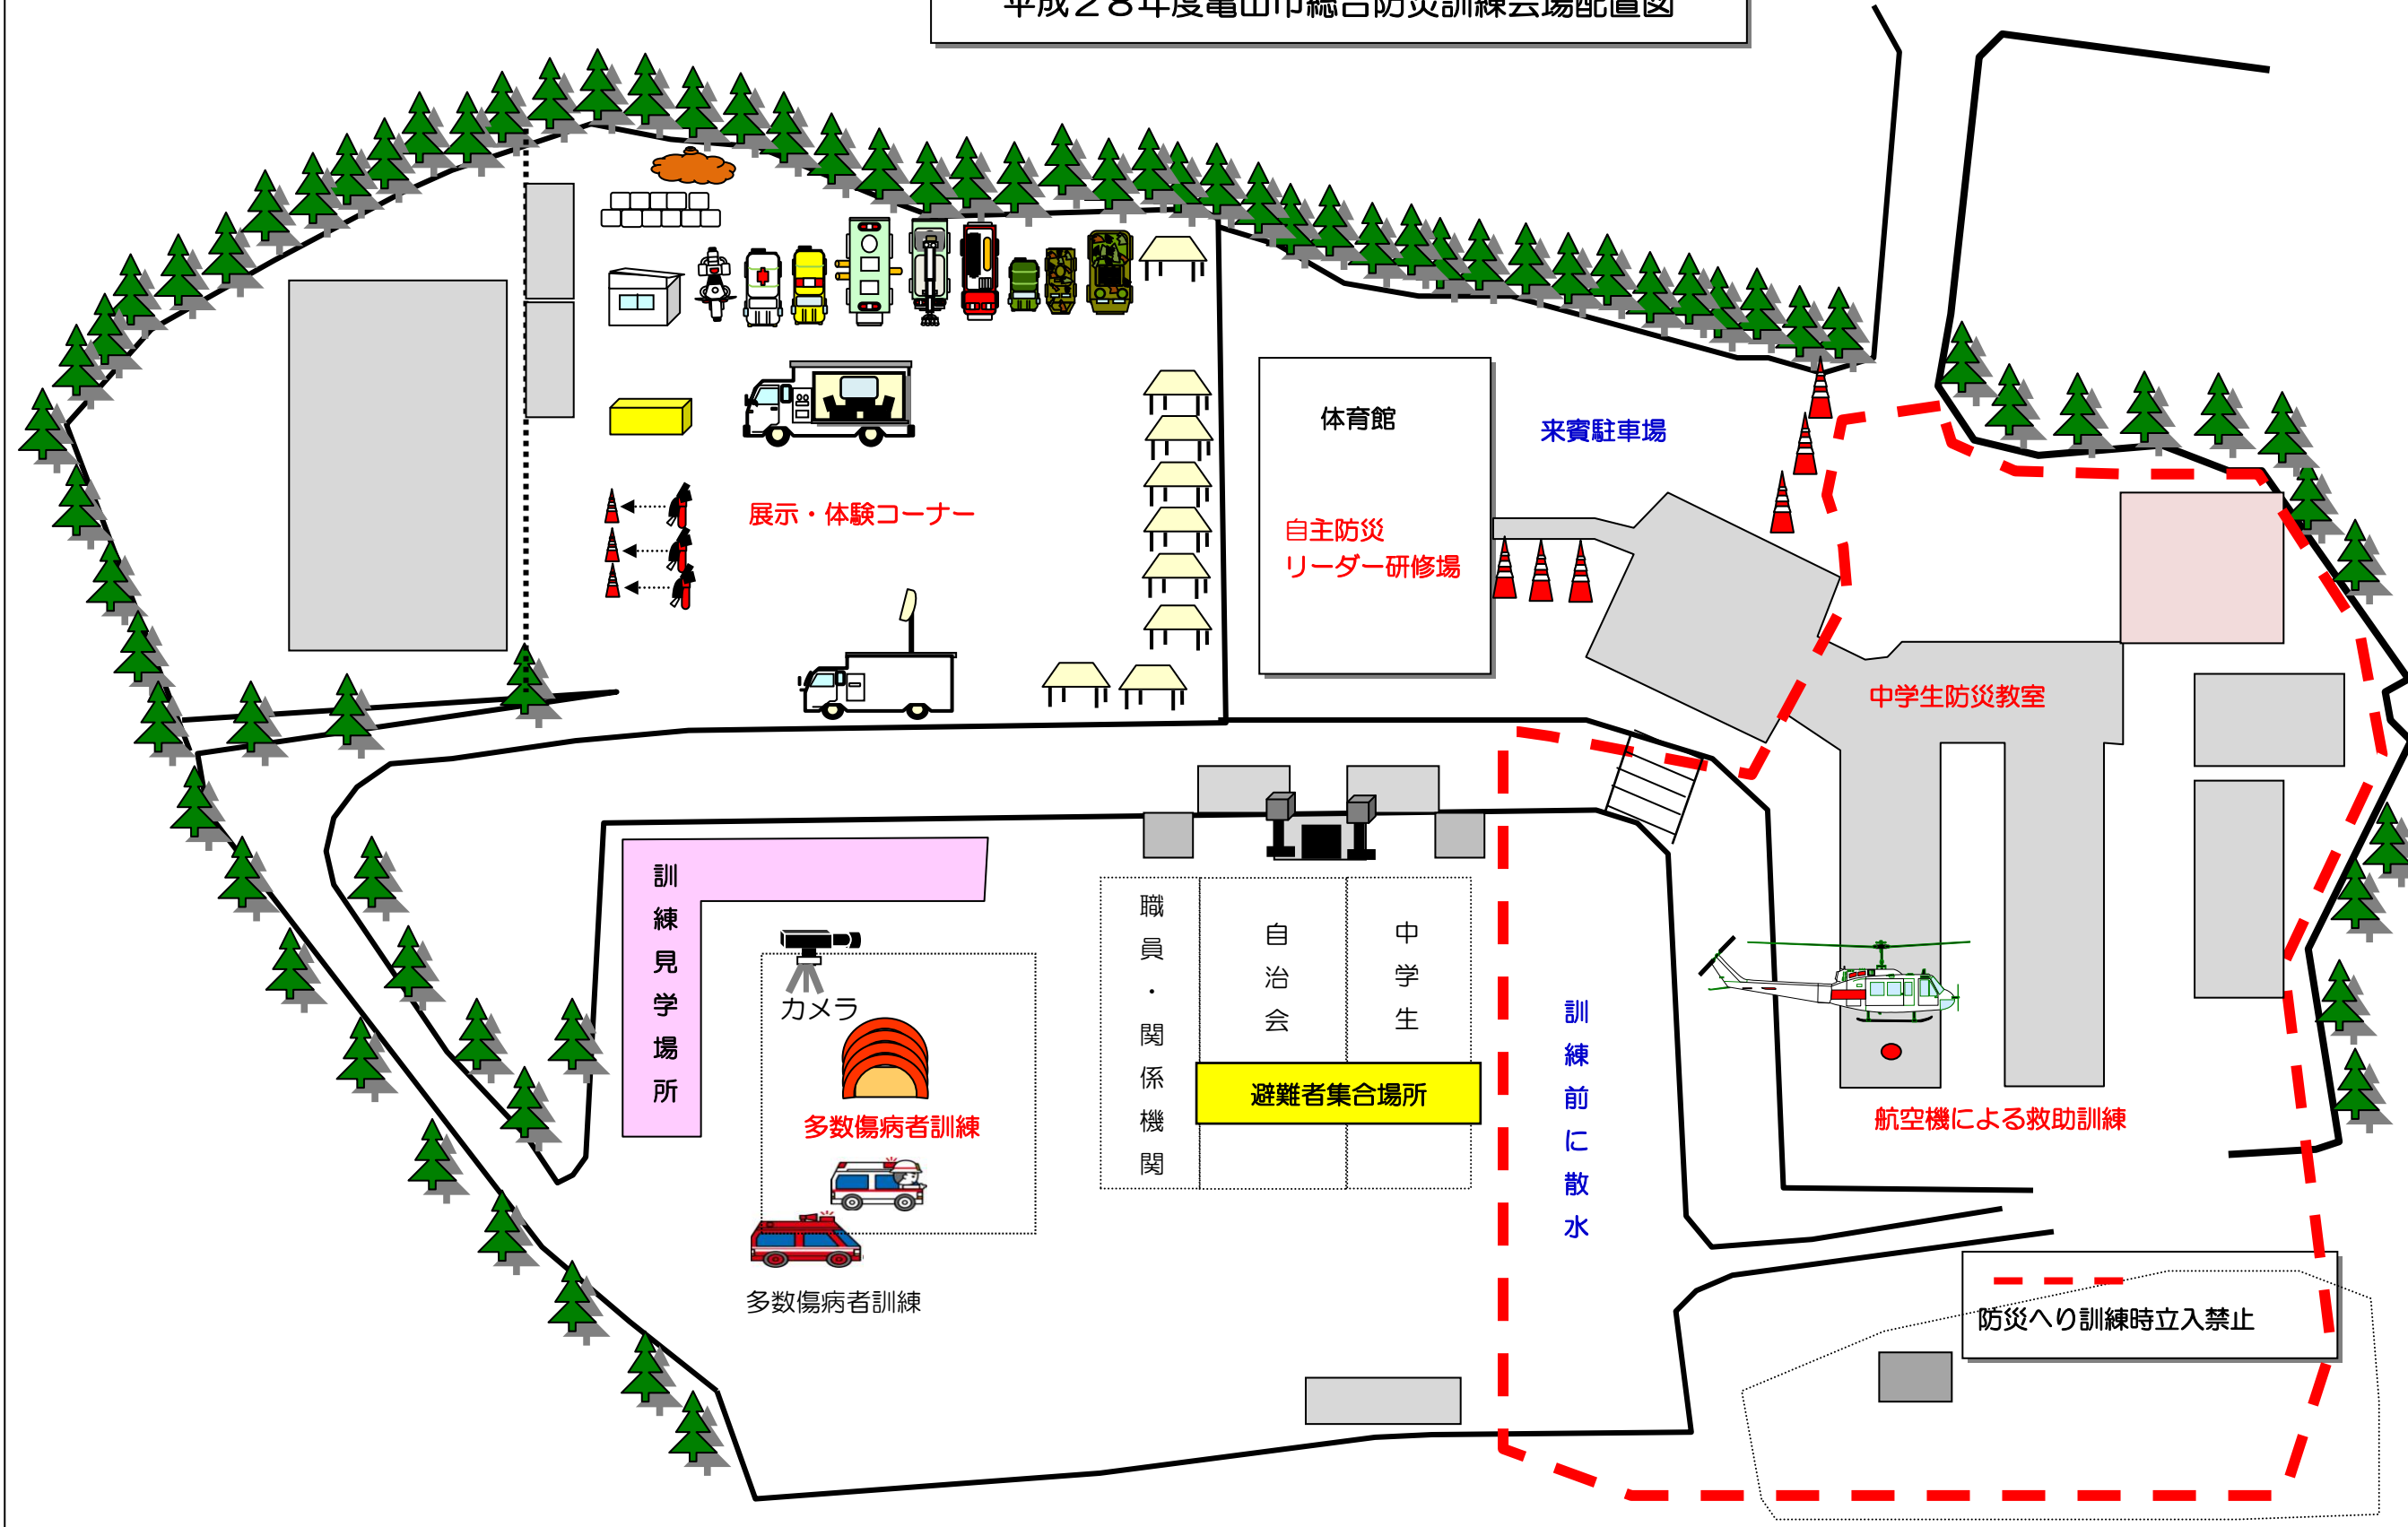 平成２８年度亀山市総合防災訓練会場配置図
体育館
来賓駐車場
展示・体験コーナー
自主防災
リーダー研修場
中学生防災教室
訓練見学場所
カメラ
多数傷病者訓練
多数傷病者訓練
職員・関係機関
自治会
中学生
避難者集合場所
訓練前に散水
航空機による救助訓練
防災へり訓練時立入禁止